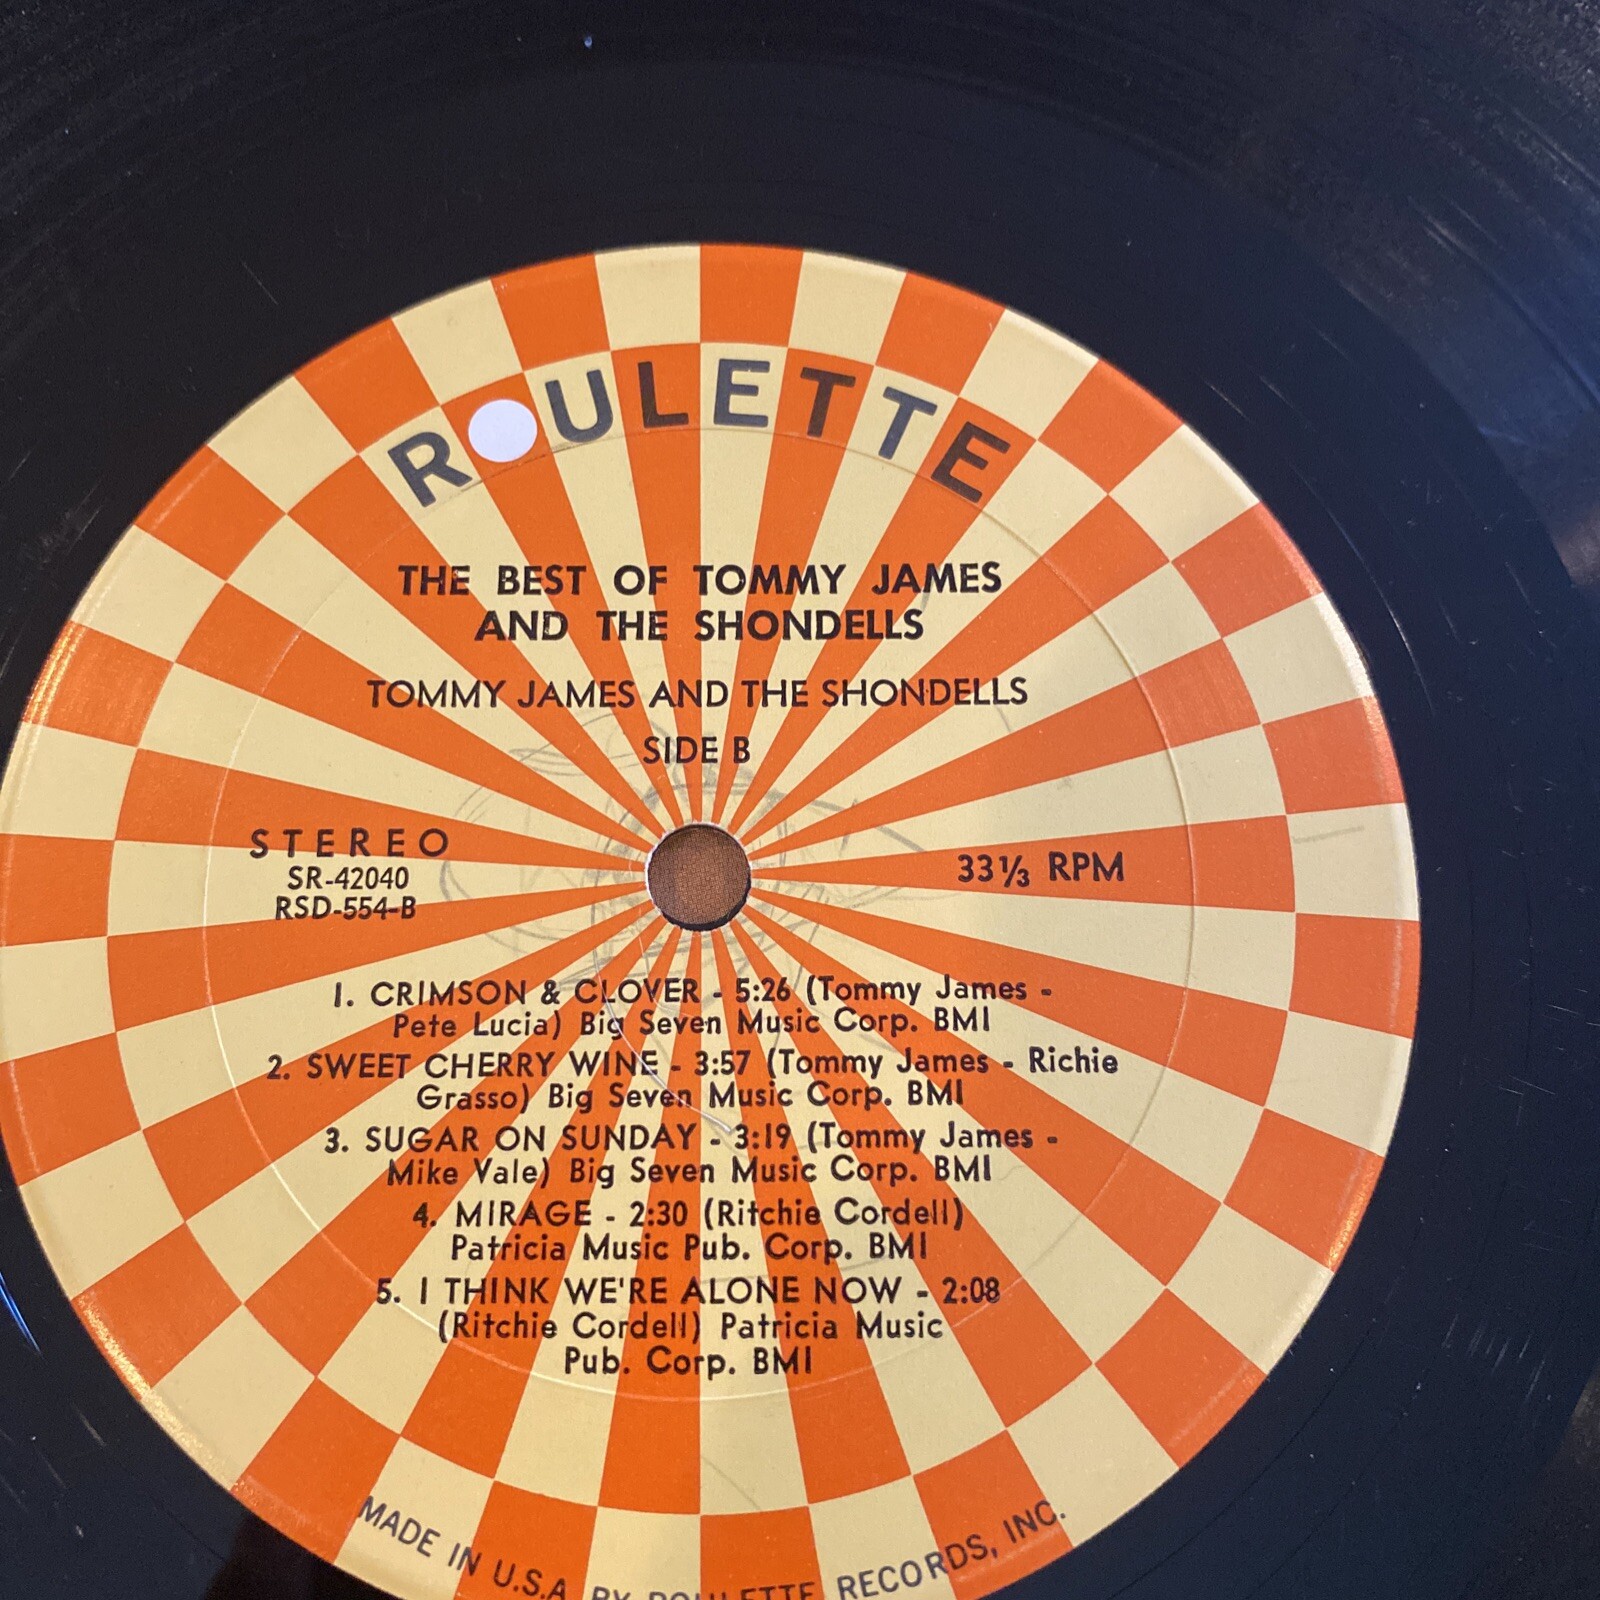 ROULETTE
THE BEST OF TOMMY JAMES
AND THE SHONDELLS
TOMMY JAMES AND THE SHONDELLS
SIDE B
STEREO
SR-42040
RSD-554-B
33⅓ RPM
1. CRIMSON & CLOVER - 5:26 (Tommy James -
Pete Lucia) Big Seven Music Corp. BMI
2. SWEET CHERRY WINE - 3:57 (Tommy James - Richie
Grasso) Big Seven Music Corp. BMI
3. SUGAR ON SUNDAY - 3:19 (Tommy James -
Mike Vale) Big Seven Music Corp. BMI
4. MIRAGE - 2:30 (Ritchie Cordell)
Patricia Music Pub. Corp. BMI
5. I THINK WE'RE ALONE NOW - 2:08
(Ritchie Cordell) Patricia Music
Pub. Corp. BMI
MADE IN U.S.A. BY ROULETTE RECORDS, INC.